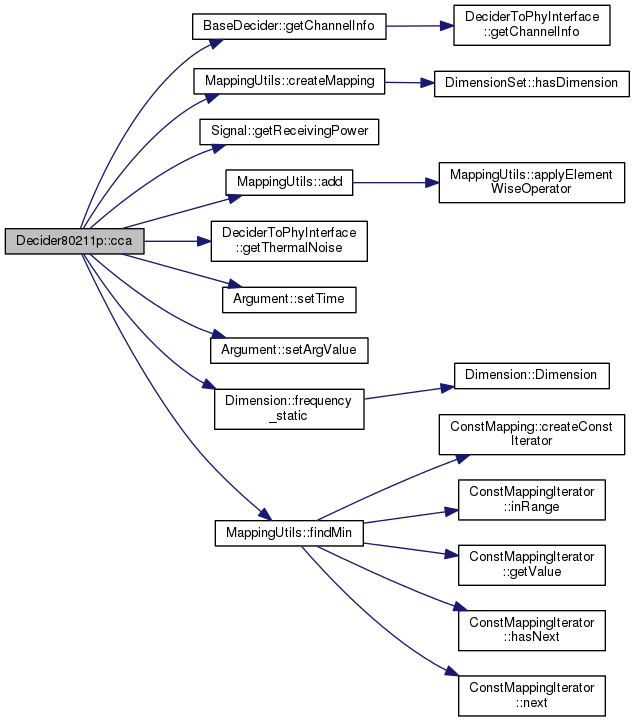 BaseDecider::getChannelInfo
DeciderToPhyInterface
::getChannelInfo
MappingUtils::createMapping
DimensionSet::hasDimension
Signal::getReceivingPower
MappingUtils::add
MappingUtils::applyElement
WiseOperator
Decider80211p::cca
DeciderToPhyInterface
::getThermalNoise
Argument::setTime
Argument::setArgValue
Dimension::frequency
_static
Dimension::Dimension
ConstMapping::createConst
Iterator
MappingUtils::findMin
ConstMappingIterator
::inRange
ConstMappingIterator
::getValue
ConstMappingIterator
::hasNext
ConstMappingIterator
::next